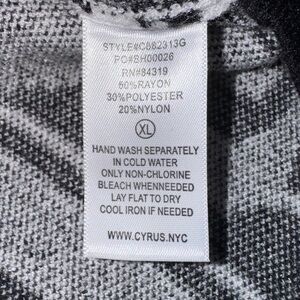 STYLE#C882313G
PO#SH00026
RN#84319
50%RAYON
30%POLYESTER
20%NYLON
XL
HAND WASH SEPARATELY
IN COLD WATER
ONLY NON-CHLORINE
BLEACH WHENNEEDED
LAY FLAT TO DRY
COOL IRON IF NEEDED
WWW.CYRUS.NYC